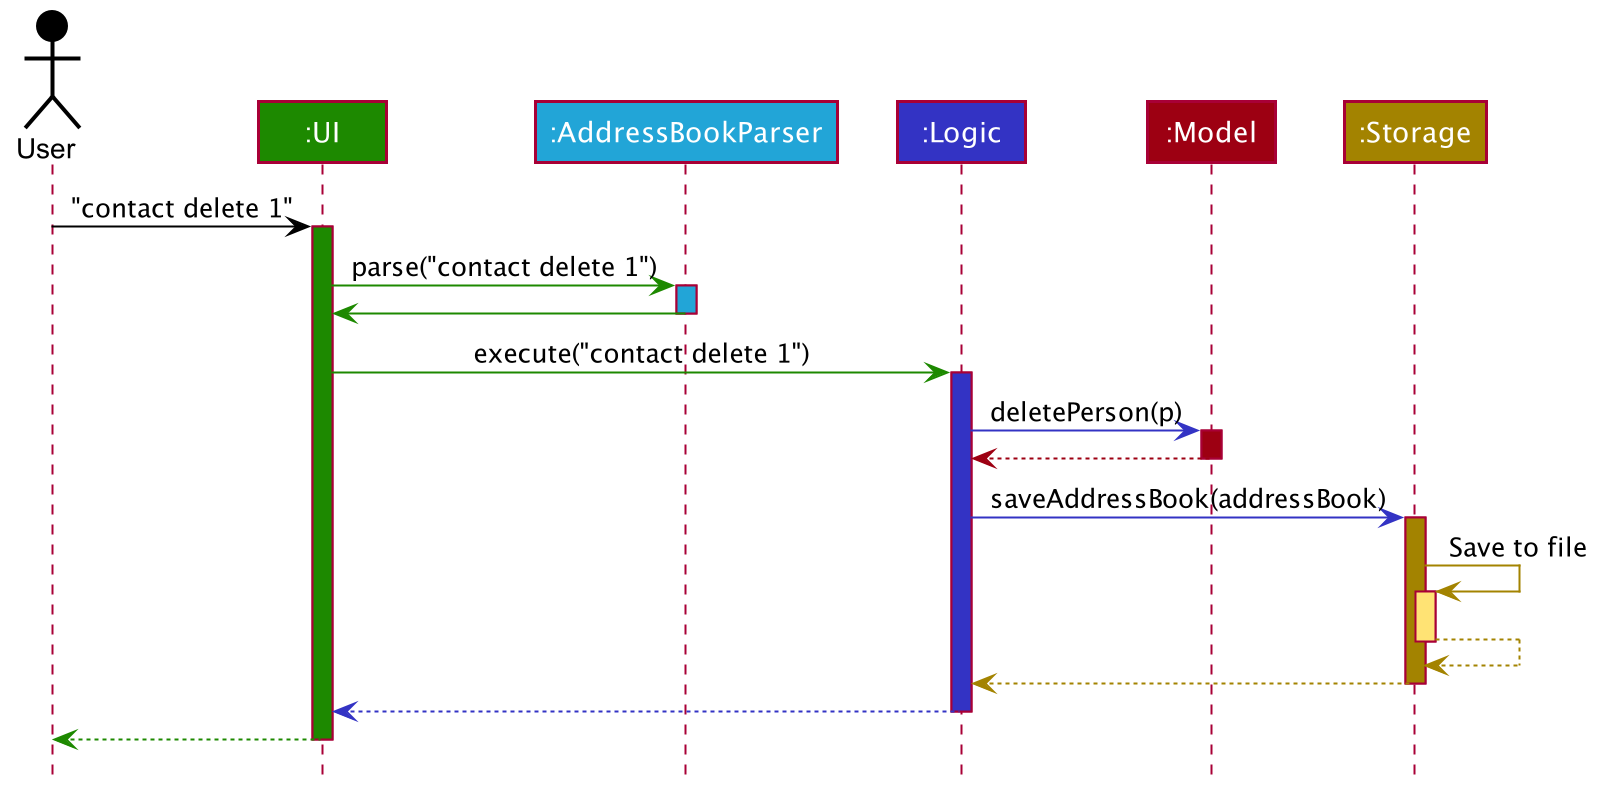 User
:UI
:AddressBookParser
:Logic
:Model
:Storage
"contact delete 1"
parse("contact delete 1")
execute("contact delete 1")
deletePerson(p)
saveAddressBook(addressBook)
Save to file